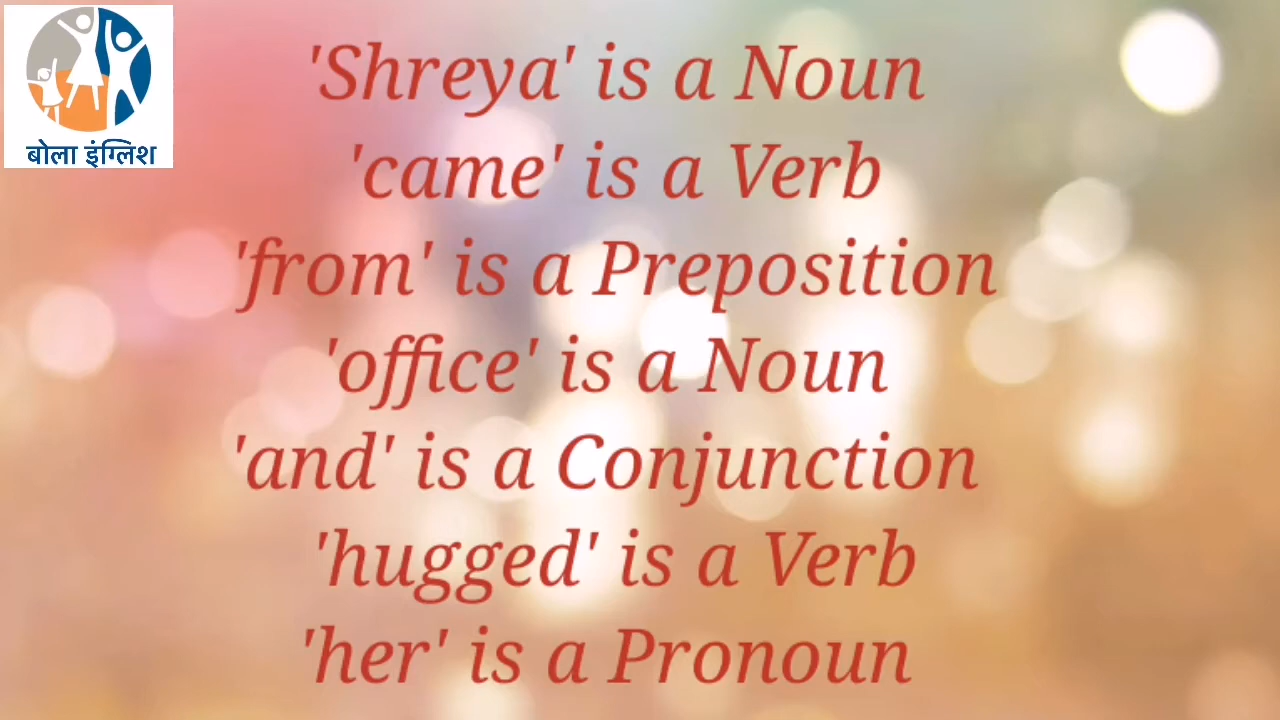 बोला इंग्लिश
'Shreya' is a Noun
'came' is a Verb
'from' is a Preposition
'office' is a Noun
'and' is a Conjunction
'hugged' is a Verb
'her' is a Pronoun